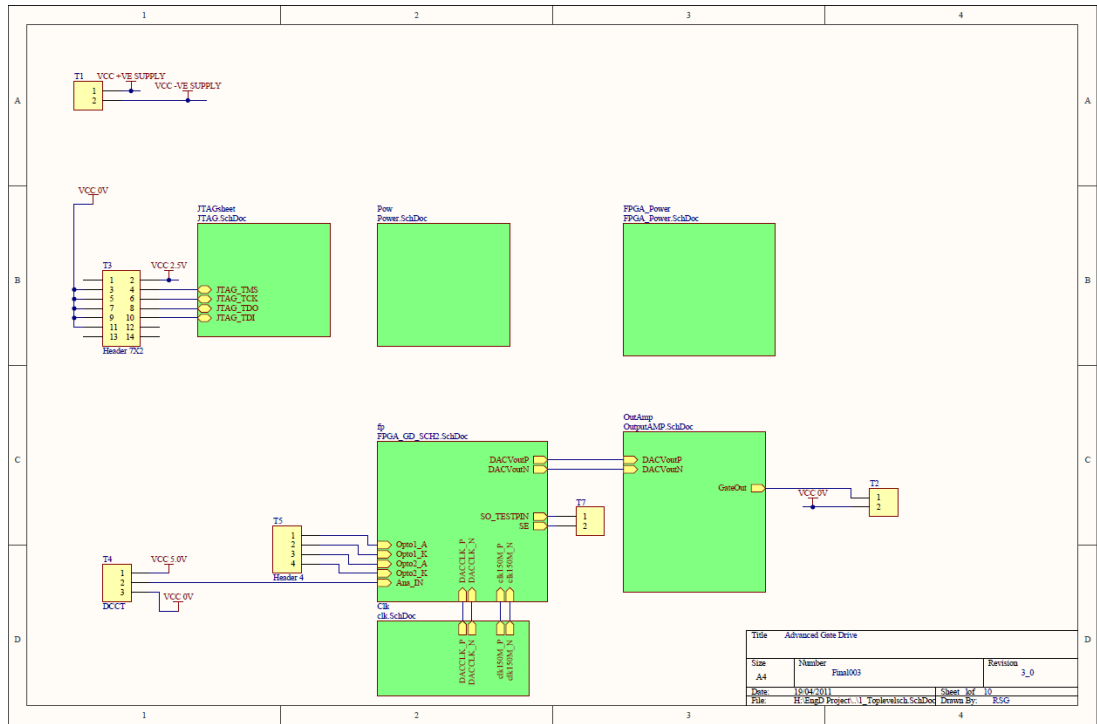 1 2 3 4
T1 VCC +VE SUPPLY
VCC -VE SUPPLY
1
2
A A
VCC 0V
JTAGsheet
JTAG.SchDoc
Pow
Power.SchDoc
FPGA_Power
FPGA_Power.SchDoc
T3
VCC 2.5V
B B
1 2
3 4
5 6
7 8
9 10
11 12
13 14
Header 7X2
JTAG_TMS
JTAG_TCK
JTAG_TDO
JTAG_TDI
fp
FPGA_GD_SCH2.SchDoc
OutAmp
OutputAMP.SchDoc
C C
DACVoutP
DACVoutN
DACVoutP
DACVoutN
GateOut
VCC 0V
T2
1
2
SO_TESTPIN
SE
T7
1
2
T5
1
2
3
4
Header 4
Opto1_A
Opto1_K
Opto2_A
Opto2_K
Ana_IN
DACCLK_P
DACCLK_N
clk150M_P
clk150M_N
T4
VCC 5.0V
1
2
3
VCC 0V
DCCT
Clk
clk.SchDoc
DACCLK_P
DACCLK_N
clk150M_P
clk150M_N
D D
Title Advanced Gate Drive
Size Number Revision
A4 Final003 3_0
Date: 19/04/2011 Sheet 1of 10
File: H:\EngD Project\..\1_Toplevelsch.SchDoc Drawn By: RSG
1 2 3 4